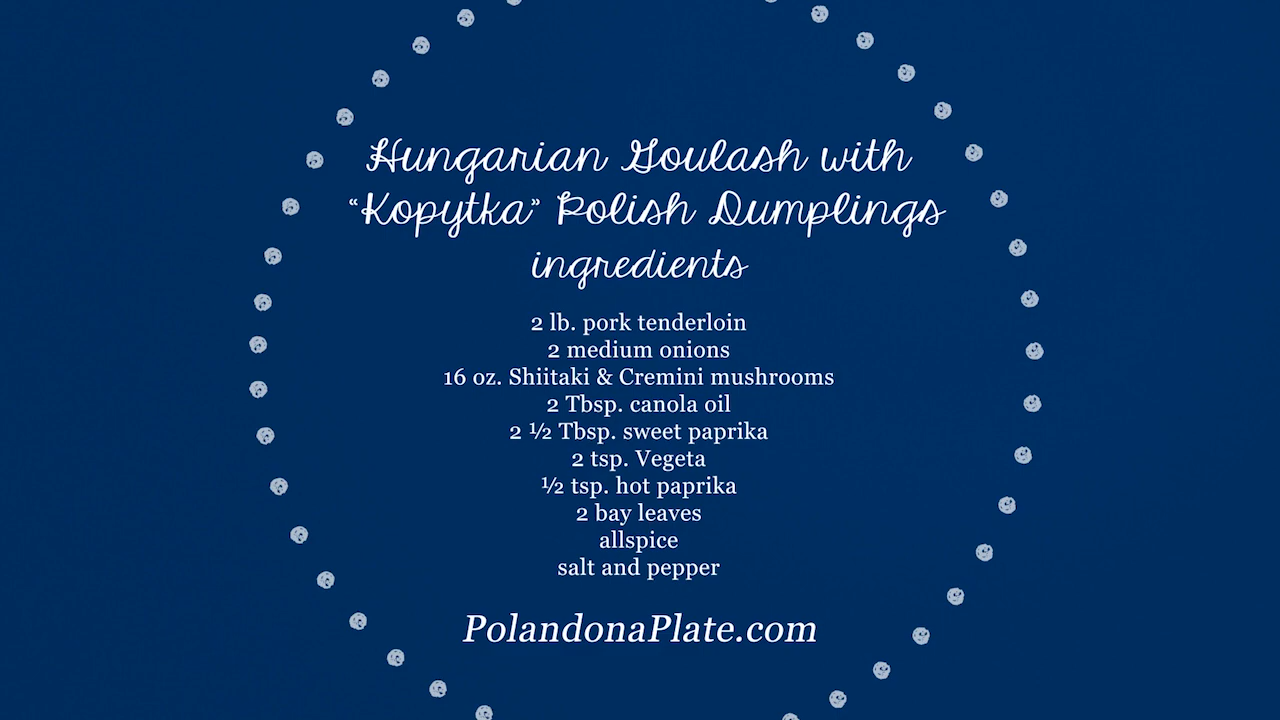 Hungarian Goulash with
“Kopytka” Polish Dumplings
ingredients
2 lb. pork tenderloin
2 medium onions
16 oz. Shiitaki & Cremini mushrooms
2 Tbsp. canola oil
2 ½ Tbsp. sweet paprika
2 tsp. Vegeta
½ tsp. hot paprika
2 bay leaves
allspice
salt and pepper
PolandonaPlate.com